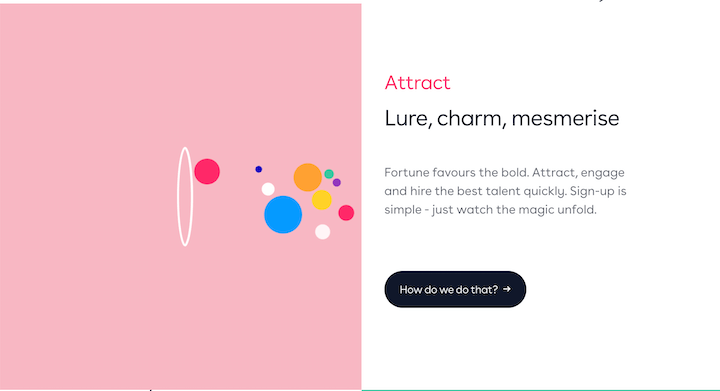 Attract
Lure, charm, mesmerise
Fortune favours the bold. Attract, engage
and hire the best talent quickly. Sign-up is
simple - just watch the magic unfold.
How do we do that? →